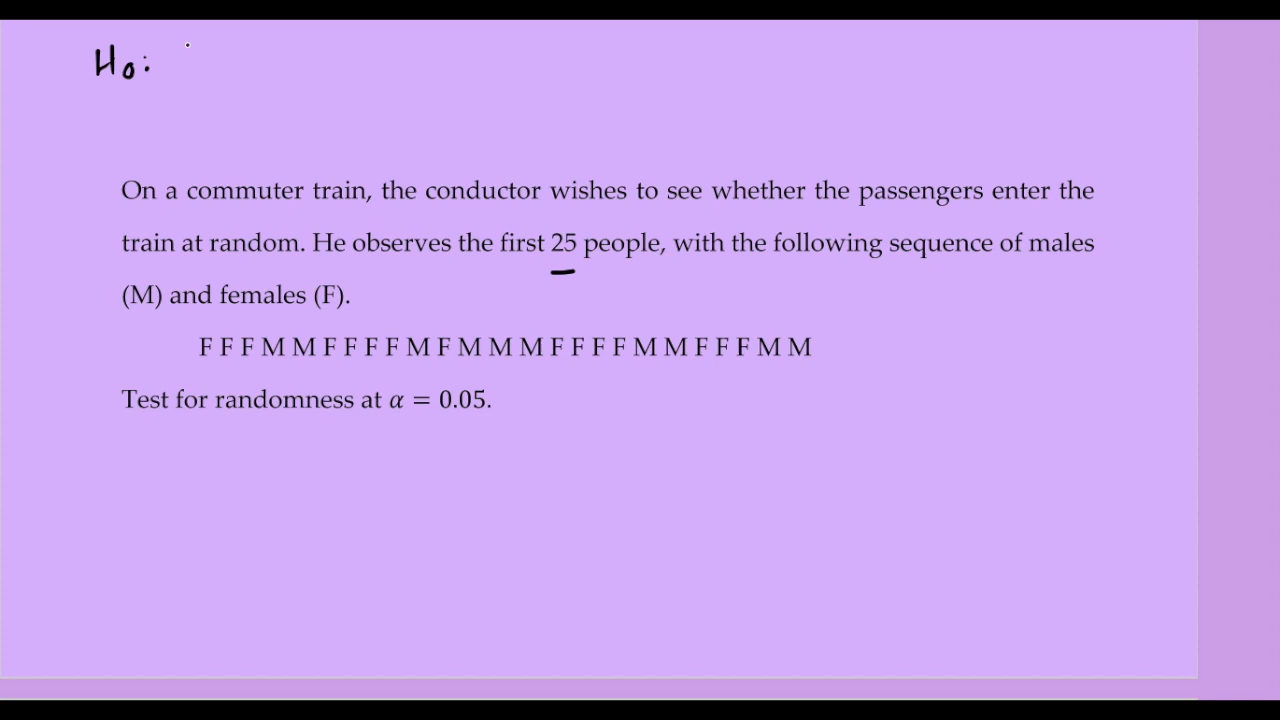 H₀:
On a commuter train, the conductor wishes to see whether the passengers enter the
train at random. He observes the first 25 people, with the following sequence of males
(M) and females (F).
F F F M M F F F F M F M M M F F F F M M F F F M M
Test for randomness at α = 0.05.